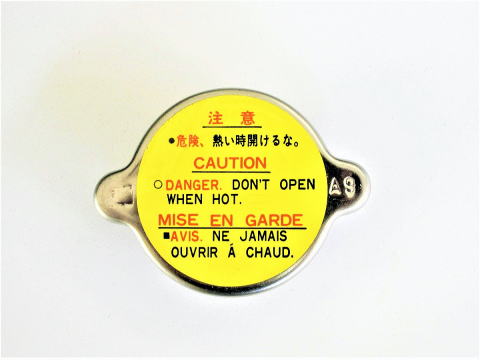 注意
●危険、熱い時開けるな。
CAUTION
○DANGER. DON'T OPEN
WHEN HOT.
MISE EN GARDE
■AVIS. NE JAMAIS
OUVRIR Á CHAUD.
AS